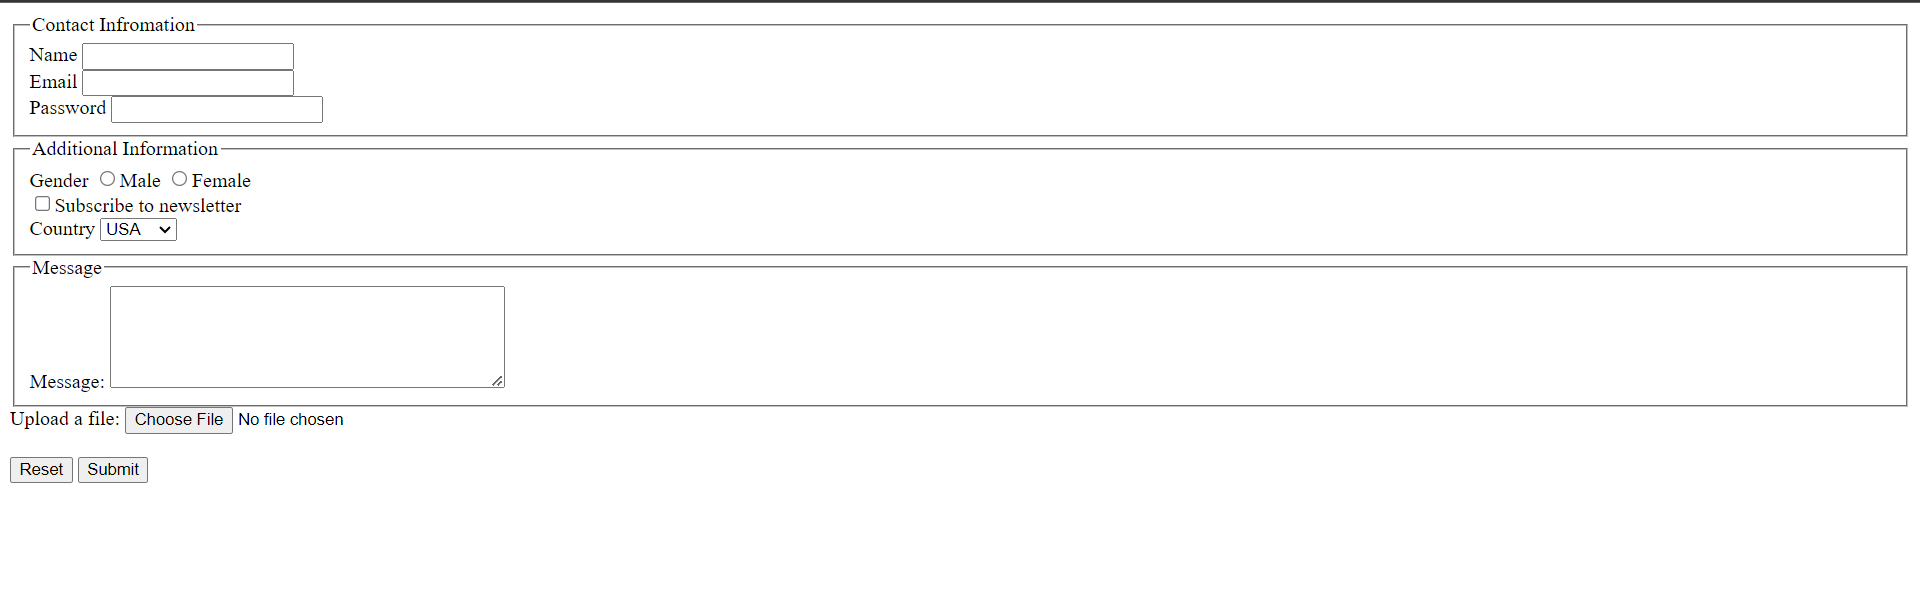 Contact Infromation
Name
Email
Password
Additional Information
Gender Male Female
Subscribe to newsletter
Country USA
Message
Message:
Upload a file: Choose File No file chosen
Reset Submit